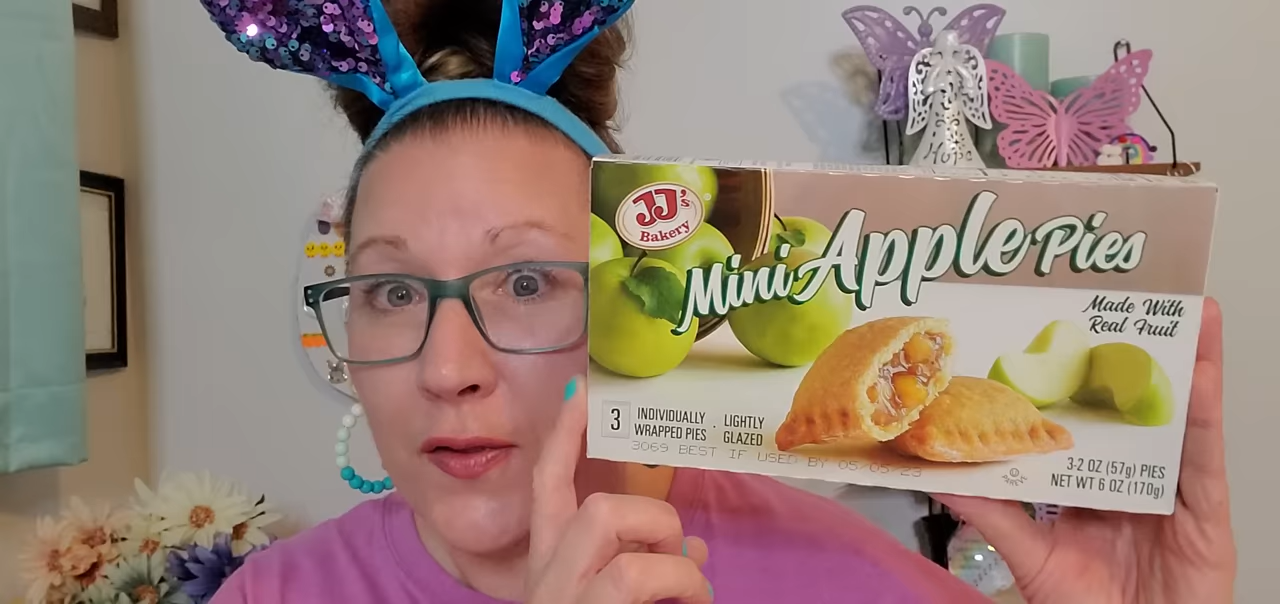 Hope
JJ's
Bakery
Mini Apple Pies
Made With
Real Fruit
3 INDIVIDUALLY
WRAPPED PIES · LIGHTLY
GLAZED
3069 BEST IF USED BY 05/05/23
PAREVE
3-2 OZ (57g) PIES
NET WT 6 OZ (170g)